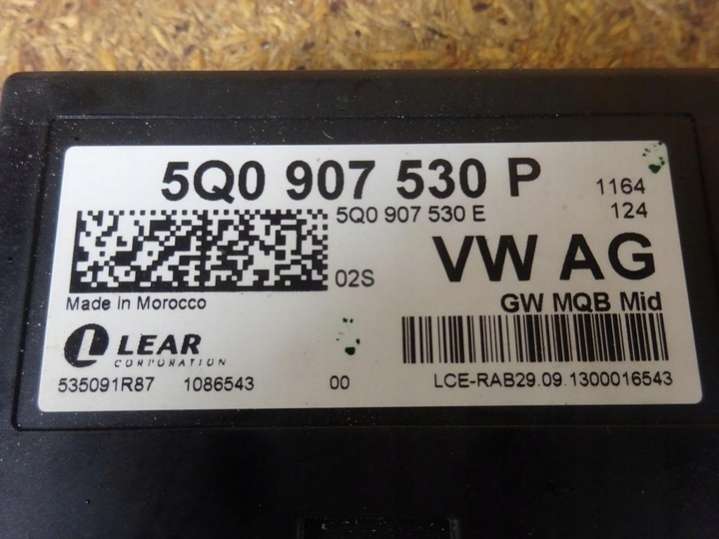 5Q0 907 530 P 1164
5Q0 907 530 E 124
02S VW AG
Made in Morocco GW MQB Mid
LEAR
CORPORATION
535091R87 1086543 00 LCE-RAB29.09.1300016543